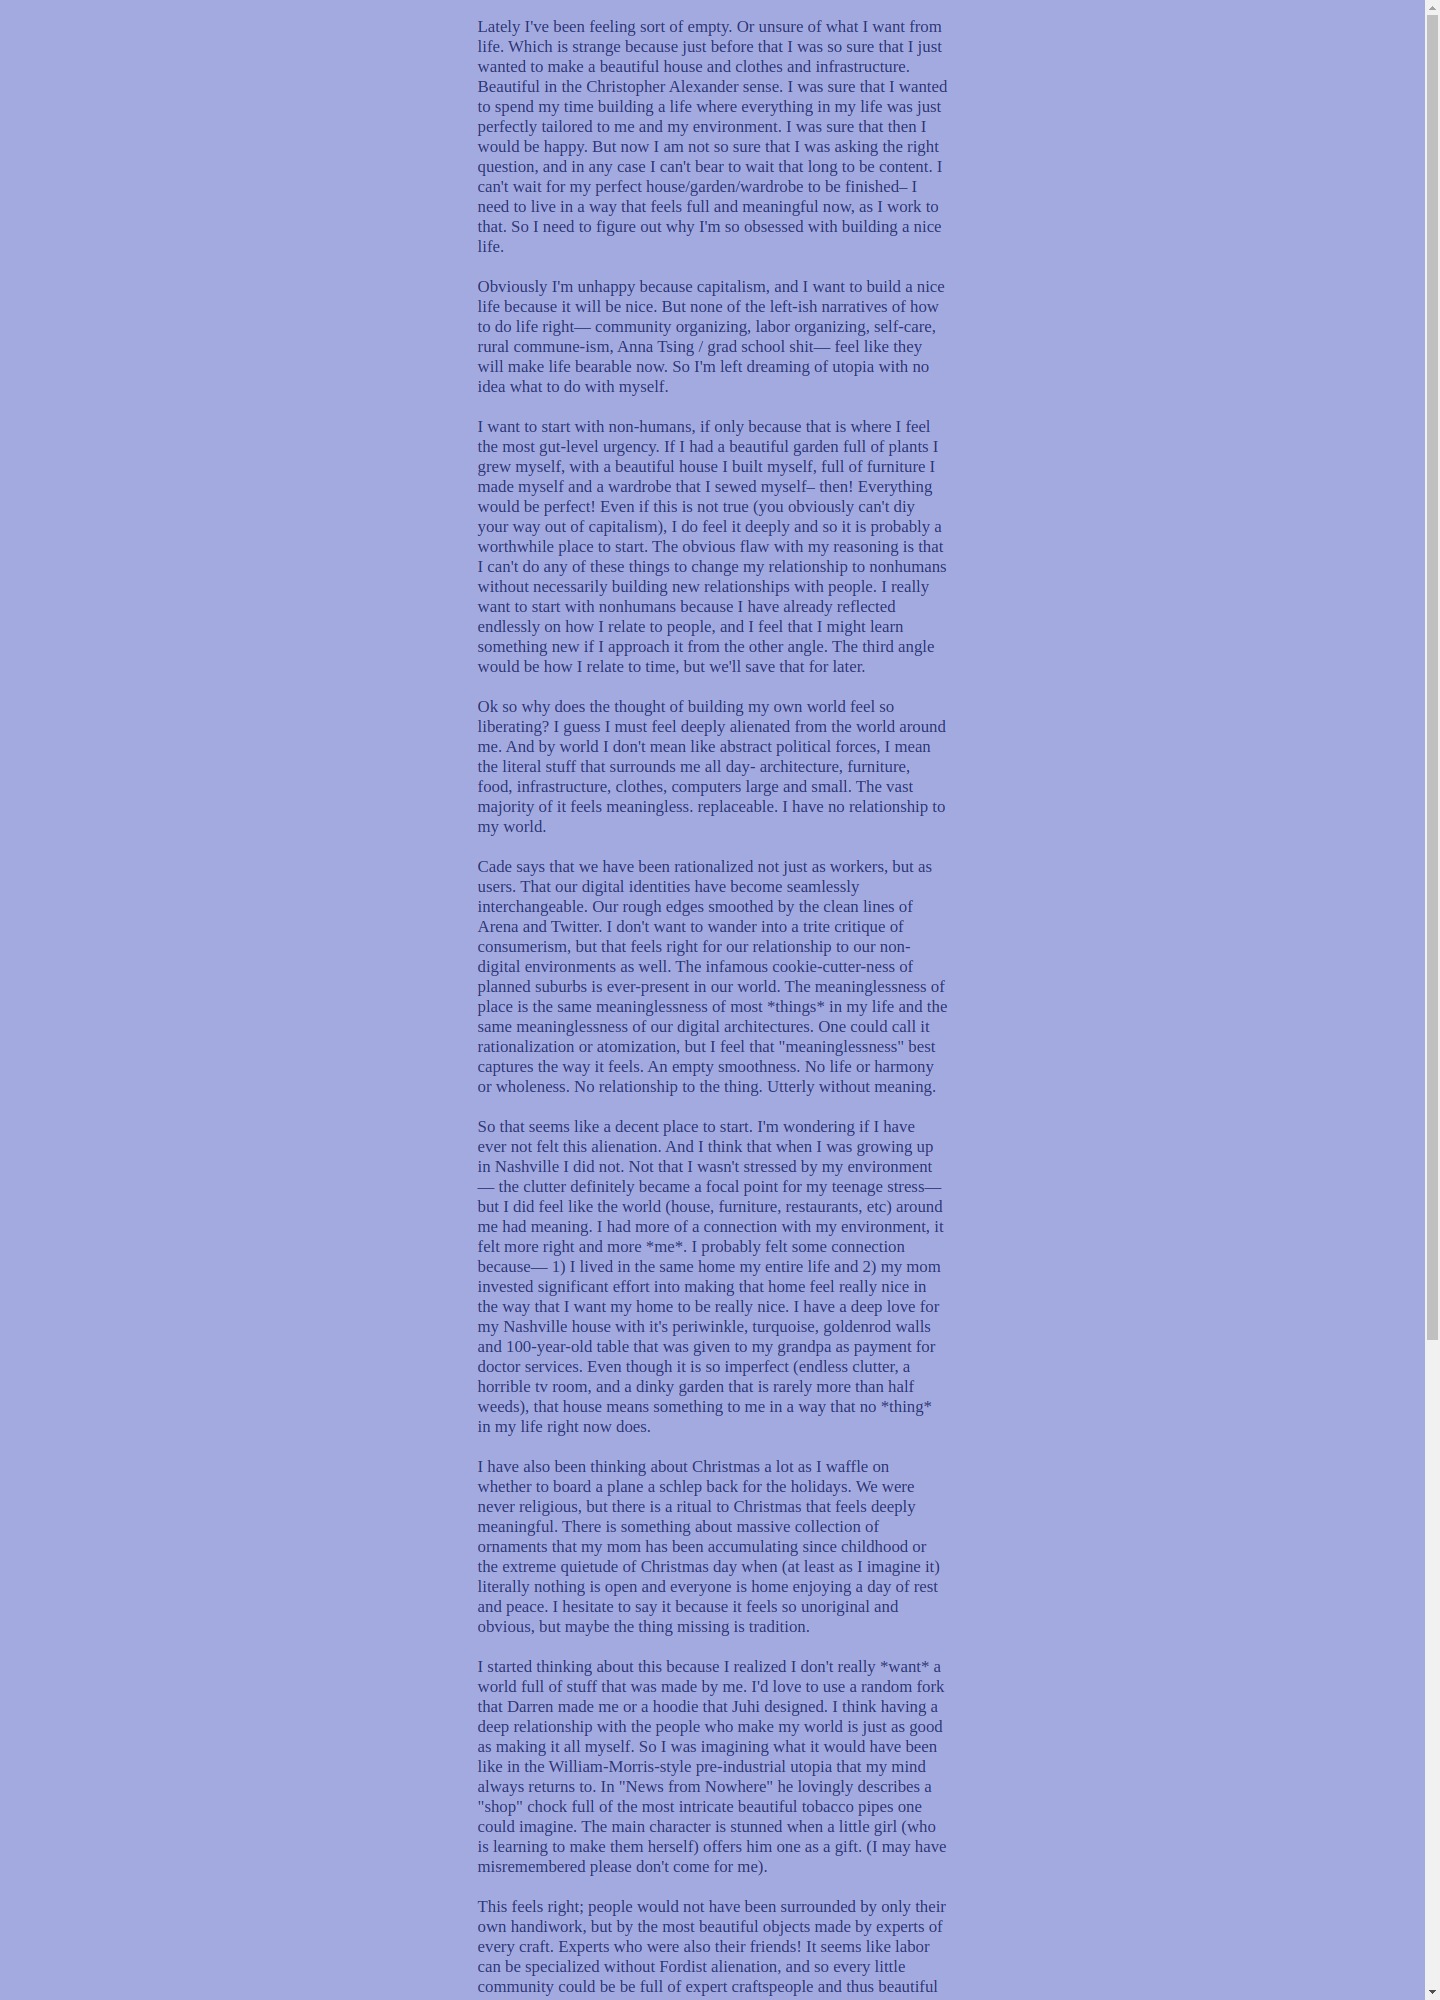 Lately I've been feeling sort of empty. Or unsure of what I want from
life. Which is strange because just before that I was so sure that I just
wanted to make a beautiful house and clothes and infrastructure.
Beautiful in the Christopher Alexander sense. I was sure that I wanted
to spend my time building a life where everything in my life was just
perfectly tailored to me and my environment. I was sure that then I
would be happy. But now I am not so sure that I was asking the right
question, and in any case I can't bear to wait that long to be content. I
can't wait for my perfect house/garden/wardrobe to be finished– I
need to live in a way that feels full and meaningful now, as I work to
that. So I need to figure out why I'm so obsessed with building a nice
life.

Obviously I'm unhappy because capitalism, and I want to build a nice
life because it will be nice. But none of the left-ish narratives of how
to do life right— community organizing, labor organizing, self-care,
rural commune-ism, Anna Tsing / grad school shit— feel like they
will make life bearable now. So I'm left dreaming of utopia with no
idea what to do with myself.

I want to start with non-humans, if only because that is where I feel
the most gut-level urgency. If I had a beautiful garden full of plants I
grew myself, with a beautiful house I built myself, full of furniture I
made myself and a wardrobe that I sewed myself– then! Everything
would be perfect! Even if this is not true (you obviously can't diy
your way out of capitalism), I do feel it deeply and so it is probably a
worthwhile place to start. The obvious flaw with my reasoning is that
I can't do any of these things to change my relationship to nonhumans
without necessarily building new relationships with people. I really
want to start with nonhumans because I have already reflected
endlessly on how I relate to people, and I feel that I might learn
something new if I approach it from the other angle. The third angle
would be how I relate to time, but we'll save that for later.

Ok so why does the thought of building my own world feel so
liberating? I guess I must feel deeply alienated from the world around
me. And by world I don't mean like abstract political forces, I mean
the literal stuff that surrounds me all day- architecture, furniture,
food, infrastructure, clothes, computers large and small. The vast
majority of it feels meaningless. replaceable. I have no relationship to
my world.

Cade says that we have been rationalized not just as workers, but as
users. That our digital identities have become seamlessly
interchangeable. Our rough edges smoothed by the clean lines of
Arena and Twitter. I don't want to wander into a trite critique of
consumerism, but that feels right for our relationship to our non-
digital environments as well. The infamous cookie-cutter-ness of
planned suburbs is ever-present in our world. The meaninglessness of
place is the same meaninglessness of most *things* in my life and the
same meaninglessness of our digital architectures. One could call it
rationalization or atomization, but I feel that "meaninglessness" best
captures the way it feels. An empty smoothness. No life or harmony
or wholeness. No relationship to the thing. Utterly without meaning.

So that seems like a decent place to start. I'm wondering if I have
ever not felt this alienation. And I think that when I was growing up
in Nashville I did not. Not that I wasn't stressed by my environment
— the clutter definitely became a focal point for my teenage stress—
but I did feel like the world (house, furniture, restaurants, etc) around
me had meaning. I had more of a connection with my environment, it
felt more right and more *me*. I probably felt some connection
because— 1) I lived in the same home my entire life and 2) my mom
invested significant effort into making that home feel really nice in
the way that I want my home to be really nice. I have a deep love for
my Nashville house with it's periwinkle, turquoise, goldenrod walls
and 100-year-old table that was given to my grandpa as payment for
doctor services. Even though it is so imperfect (endless clutter, a
horrible tv room, and a dinky garden that is rarely more than half
weeds), that house means something to me in a way that no *thing*
in my life right now does.

I have also been thinking about Christmas a lot as I waffle on
whether to board a plane a schlep back for the holidays. We were
never religious, but there is a ritual to Christmas that feels deeply
meaningful. There is something about massive collection of
ornaments that my mom has been accumulating since childhood or
the extreme quietude of Christmas day when (at least as I imagine it)
literally nothing is open and everyone is home enjoying a day of rest
and peace. I hesitate to say it because it feels so unoriginal and
obvious, but maybe the thing missing is tradition.

I started thinking about this because I realized I don't really *want* a
world full of stuff that was made by me. I'd love to use a random fork
that Darren made me or a hoodie that Juhi designed. I think having a
deep relationship with the people who make my world is just as good
as making it all myself. So I was imagining what it would have been
like in the William-Morris-style pre-industrial utopia that my mind
always returns to. In "News from Nowhere" he lovingly describes a
"shop" chock full of the most intricate beautiful tobacco pipes one
could imagine. The main character is stunned when a little girl (who
is learning to make them herself) offers him one as a gift. (I may have
misremembered please don't come for me).

This feels right; people would not have been surrounded by only their
own handiwork, but by the most beautiful objects made by experts of
every craft. Experts who were also their friends! It seems like labor
can be specialized without Fordist alienation, and so every little
community could be be full of expert craftspeople and thus beautiful